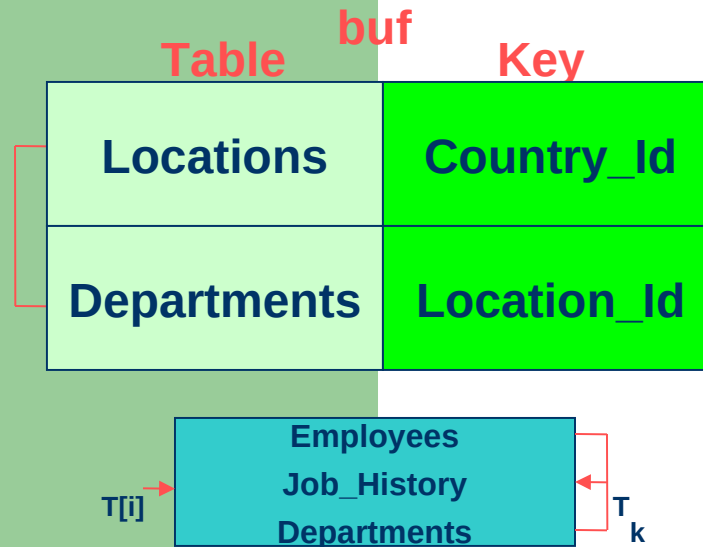 buf
Table Key
Locations Country_Id
Departments Location_Id
Employees
Job_History
Departments
T[i]
T
k